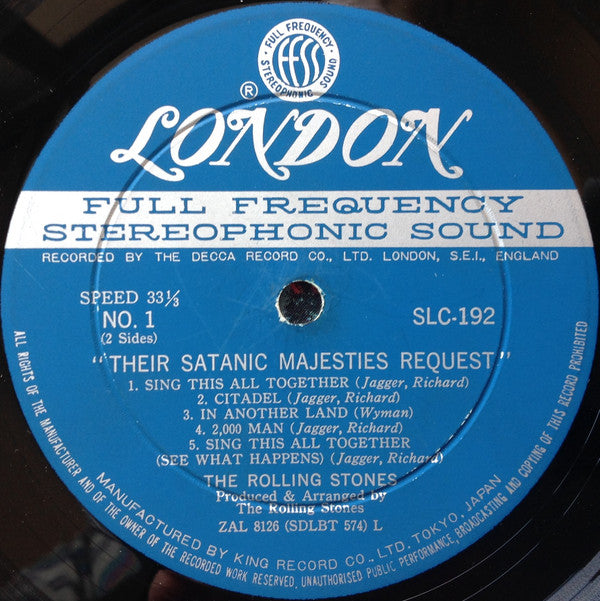 FULL FREQUENCY
ffss
STEREOPHONIC SOUND
®
LONDON
FULL FREQUENCY
STEREOPHONIC SOUND
RECORDED BY THE DECCA RECORD CO., LTD. LONDON, S.E.I., ENGLAND
SPEED 33⅓
NO. 1
(2 Sides)
SLC-192
"THEIR SATANIC MAJESTIES REQUEST"
1. SING THIS ALL TOGETHER (Jagger, Richard)
2. CITADEL (Jagger, Richard)
3. IN ANOTHER LAND (Wyman)
4. 2,000 MAN (Jagger, Richard)
5. SING THIS ALL TOGETHER
(SEE WHAT HAPPENS) (Jagger, Richard)
THE ROLLING STONES
Produced & Arranged by
The Rolling Stones
ZAL 8126 (SDLBT 574) L
MANUFACTURED BY KING RECORD CO., LTD. TOKYO, JAPAN
ALL RIGHTS OF THE MANUFACTURER AND OF THE OWNER OF THE RECORDED WORK RESERVED, UNAUTHORISED PUBLIC PERFORMANCE, BROADCASTING AND COPYING OF THIS RECORD PROHIBITED